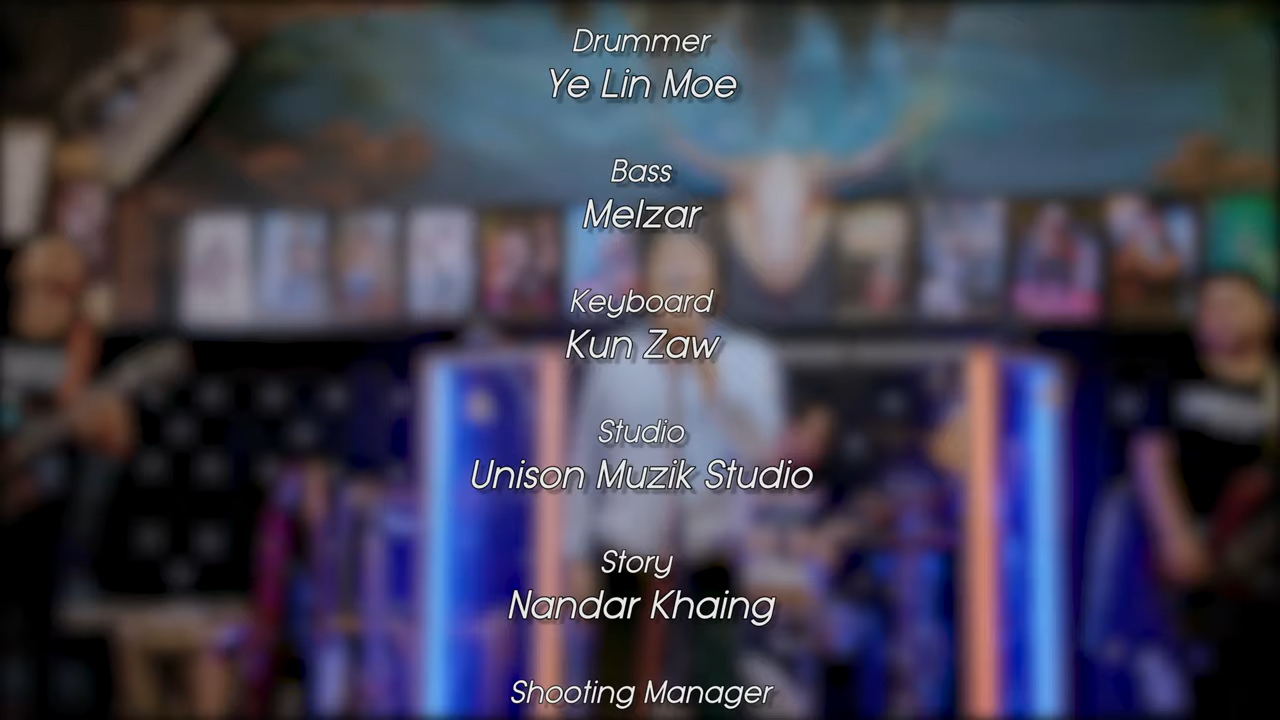 Drummer
Ye Lin Moe
Bass
Melzar
Keyboard
Kun Zaw
Studio
Unison Muzik Studio
Story
Nandar Khaing
Shooting Manager